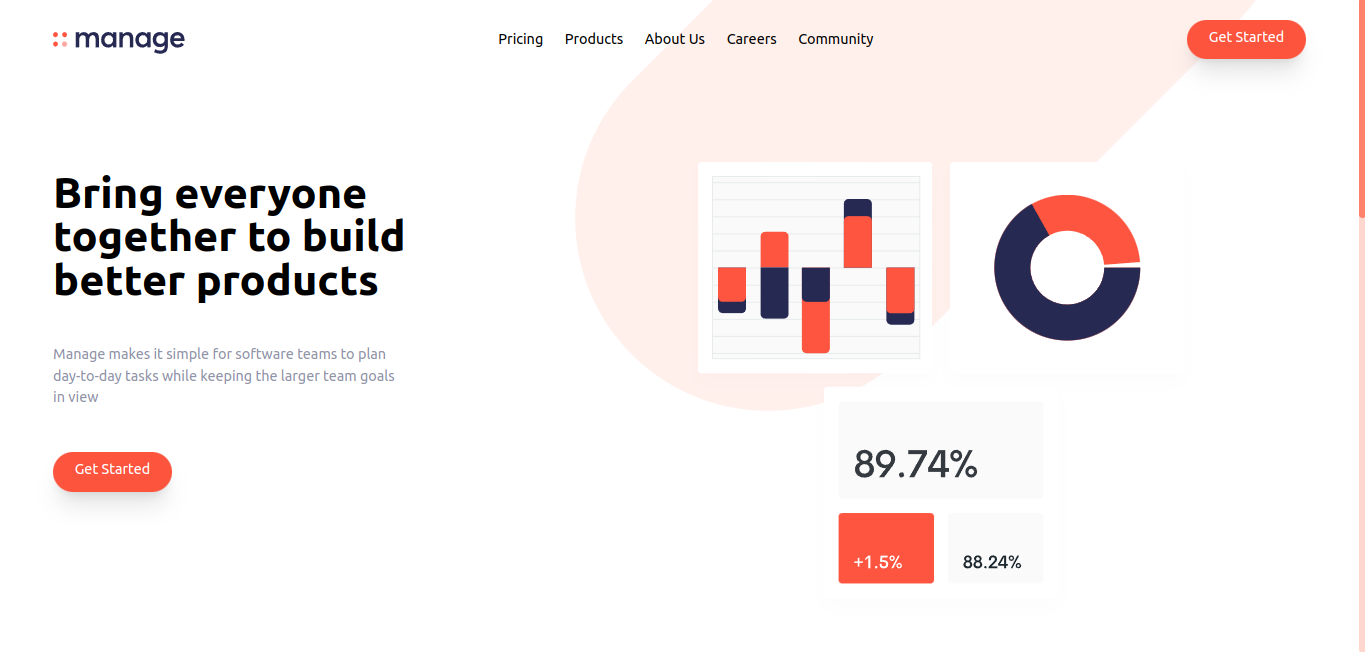 manage
Pricing
Products
About Us
Careers
Community
Get Started
Bring everyone
together to build
better products
Manage makes it simple for software teams to plan
day-to-day tasks while keeping the larger team goals
in view
Get Started
89.74%
+1.5%
88.24%